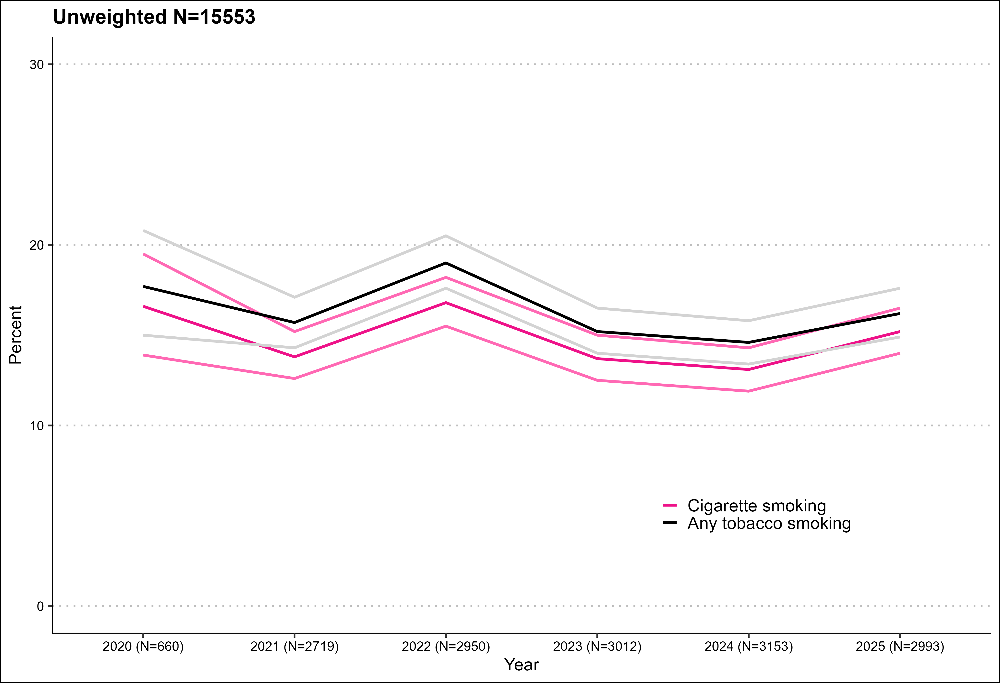 Unweighted N=15553
30
20
10
0
Percent
Cigarette smoking
Any tobacco smoking
2020 (N=660)
2021 (N=2719)
2022 (N=2950)
2023 (N=3012)
2024 (N=3153)
2025 (N=2993)
Year